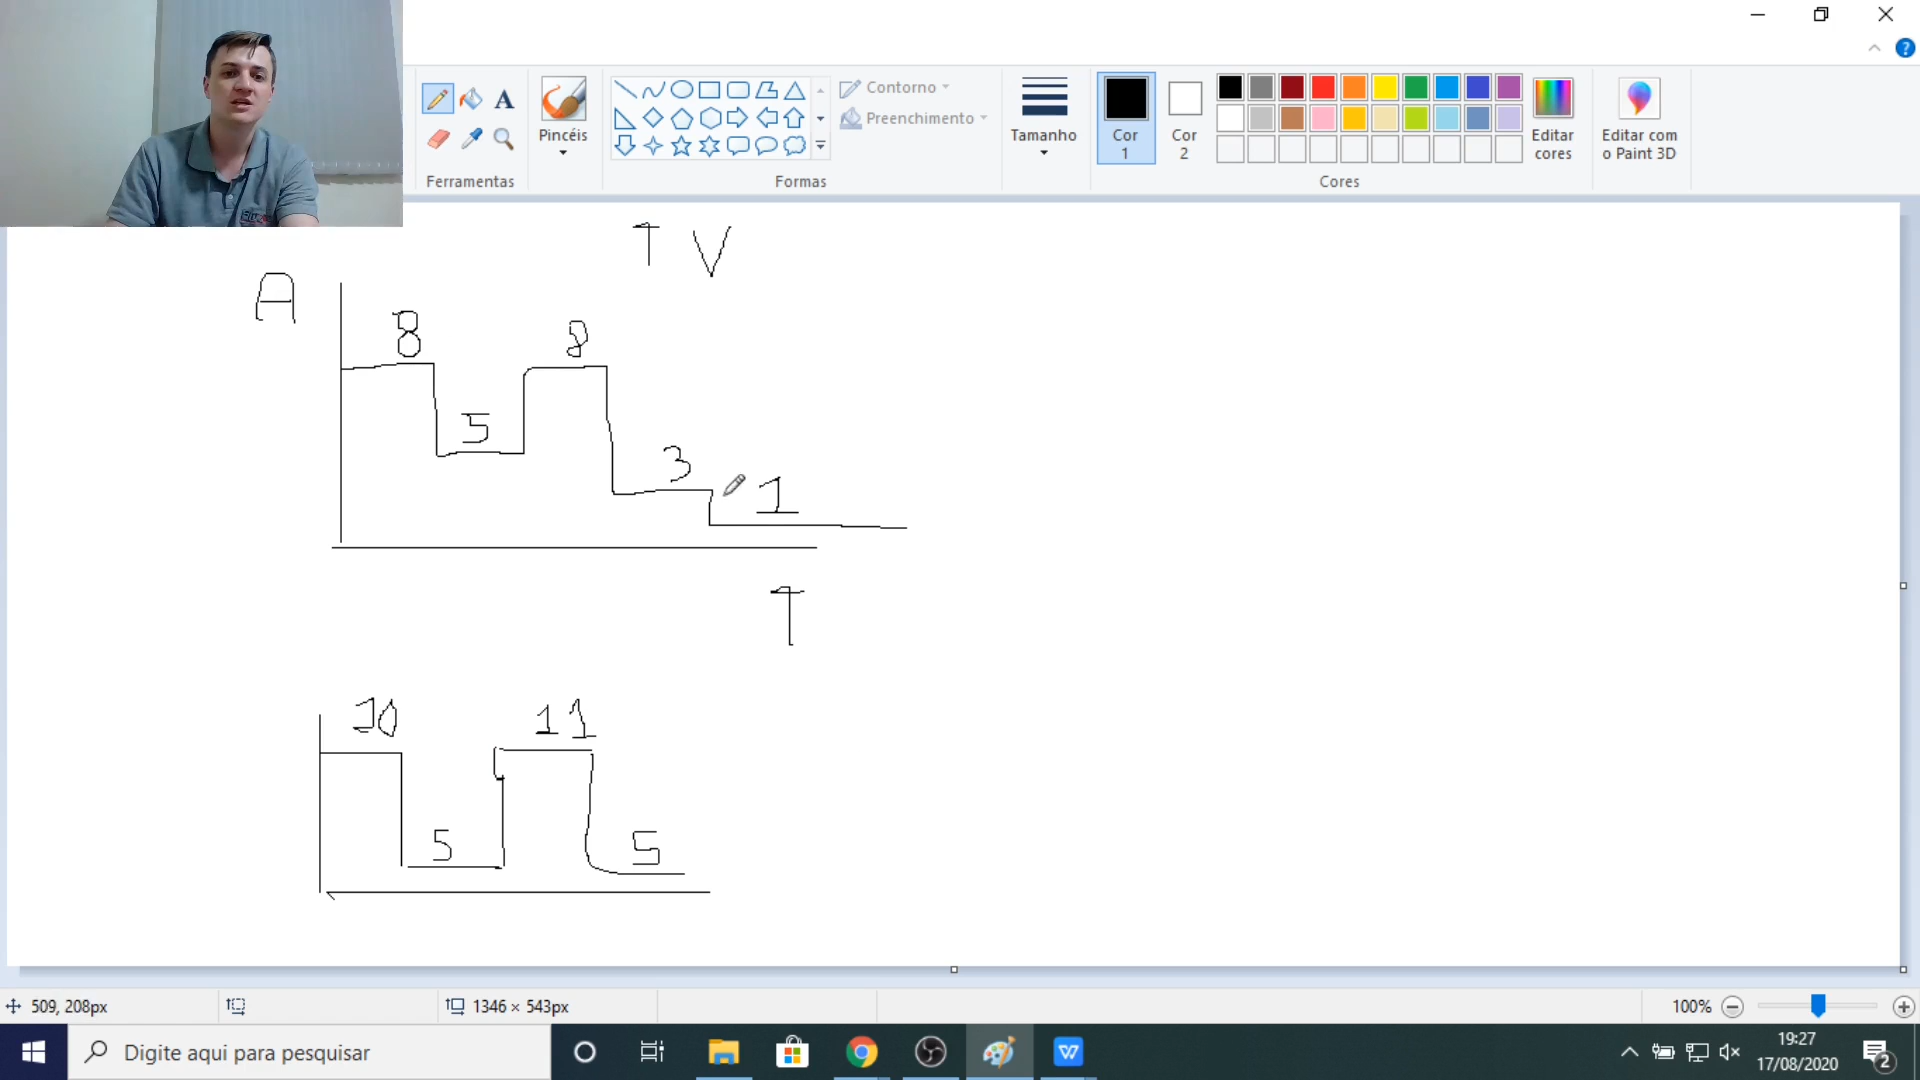 Contorno
Preenchimento
Pincéis
Tamanho
Cor 1
Cor 2
Editar cores
Editar com o Paint 3D
Ferramentas
Formas
Cores
T V
A
8
8
5
3
1
T
10
11
5
5
509, 208px
1346 × 543px
100%
Digite aqui para pesquisar
19:27
17/08/2020
2